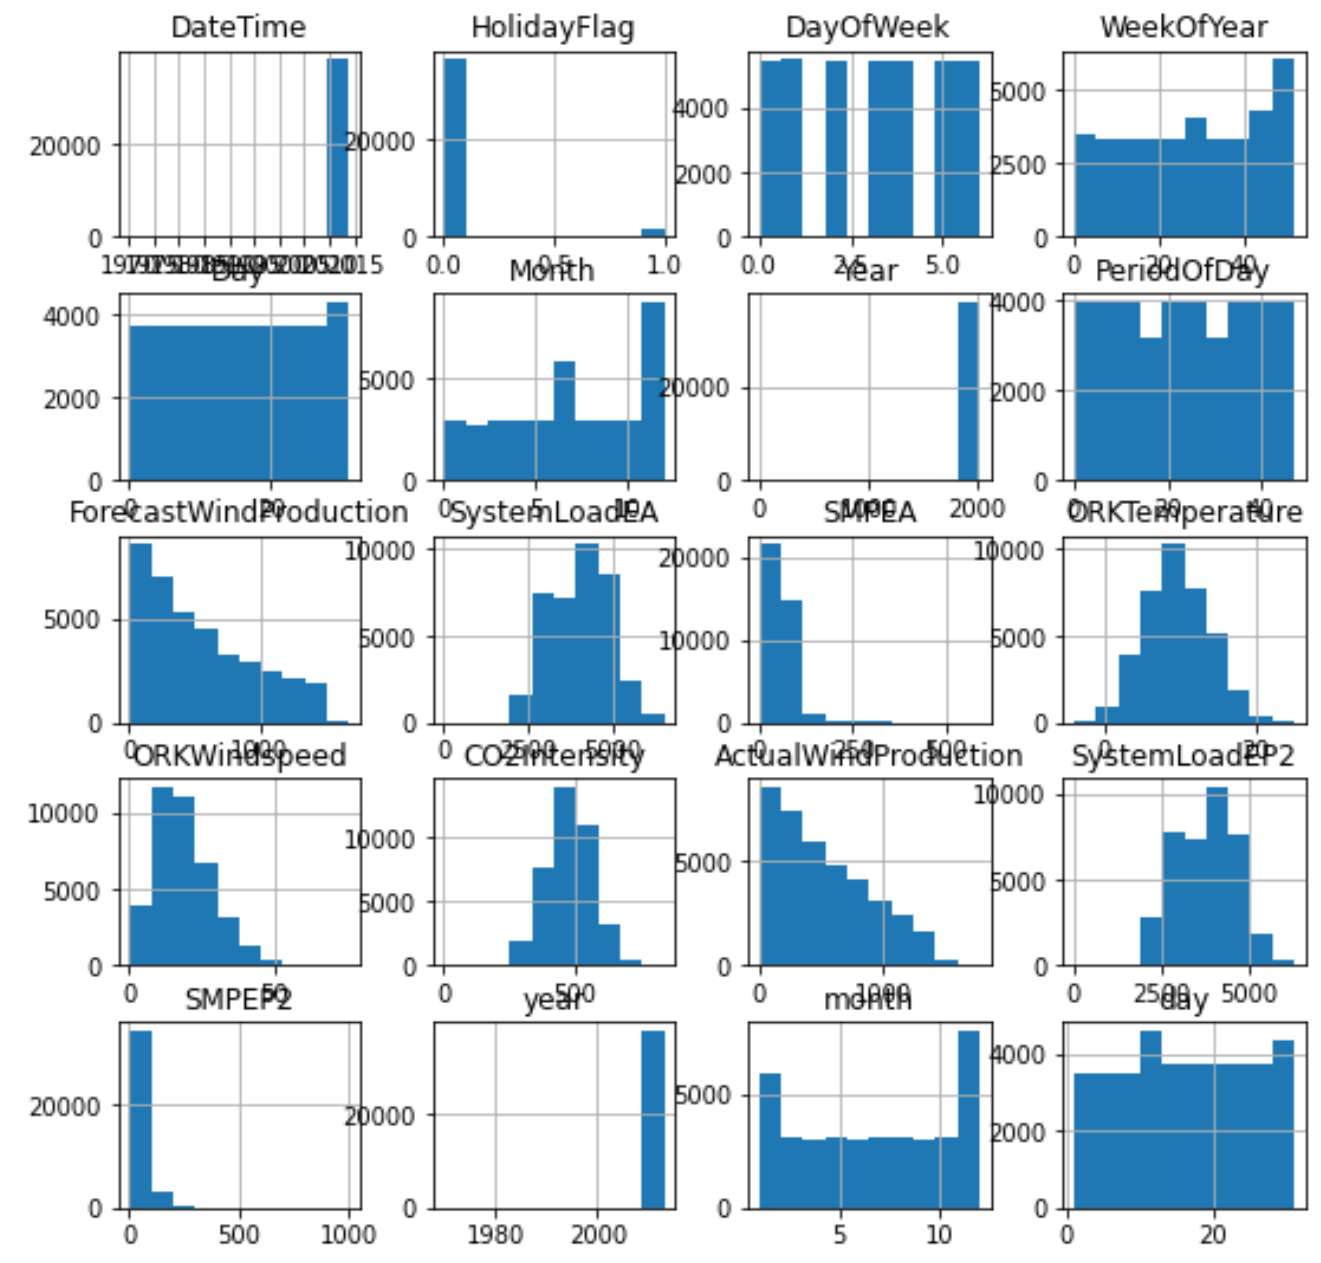 DateTime HolidayFlag DayOfWeek WeekOfYear
20000 20000 4000 5000
2000 2500
0 0 0 0
2015 0.0 0.5 1.0 0.0 2.5 5.0 0 20 40
Day Month Year PeriodOfDay
4000 5000 20000 4000
2000 2000
0 0 0 0
0 20 0 5 10 0 1000 2000 0 20 40
ForecastWindProduction SystemLoadEA SMPEA ORKTemperature
10000 20000 10000
5000 5000 10000 5000
0 0 0 0
0 1000 0 2500 5000 0 250 500 0 20
ORKWindspeed CO2Intensity ActualWindProduction SystemLoadEP2
10000 10000 5000 10000
5000 5000 5000
0 0 0 0
0 50 0 500 0 1000 0 2500 5000
SMPEP2 year month day
20000 20000 5000 4000
2000
0 0 0 0
0 500 1000 1980 2000 5 10 0 20